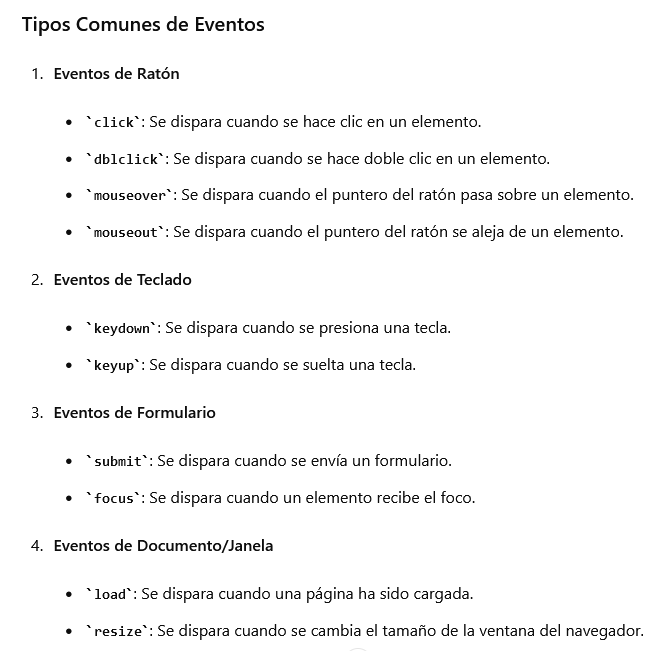 Tipos Comunes de Eventos
1. Eventos de Ratón
• `click`: Se dispara cuando se hace clic en un elemento.
• `dblclick`: Se dispara cuando se hace doble clic en un elemento.
• `mouseover`: Se dispara cuando el puntero del ratón pasa sobre un elemento.
• `mouseout`: Se dispara cuando el puntero del ratón se aleja de un elemento.
2. Eventos de Teclado
• `keydown`: Se dispara cuando se presiona una tecla.
• `keyup`: Se dispara cuando se suelta una tecla.
3. Eventos de Formulario
• `submit`: Se dispara cuando se envía un formulario.
• `focus`: Se dispara cuando un elemento recibe el foco.
4. Eventos de Documento/Janela
• `load`: Se dispara cuando una página ha sido cargada.
• `resize`: Se dispara cuando se cambia el tamaño de la ventana del navegador.